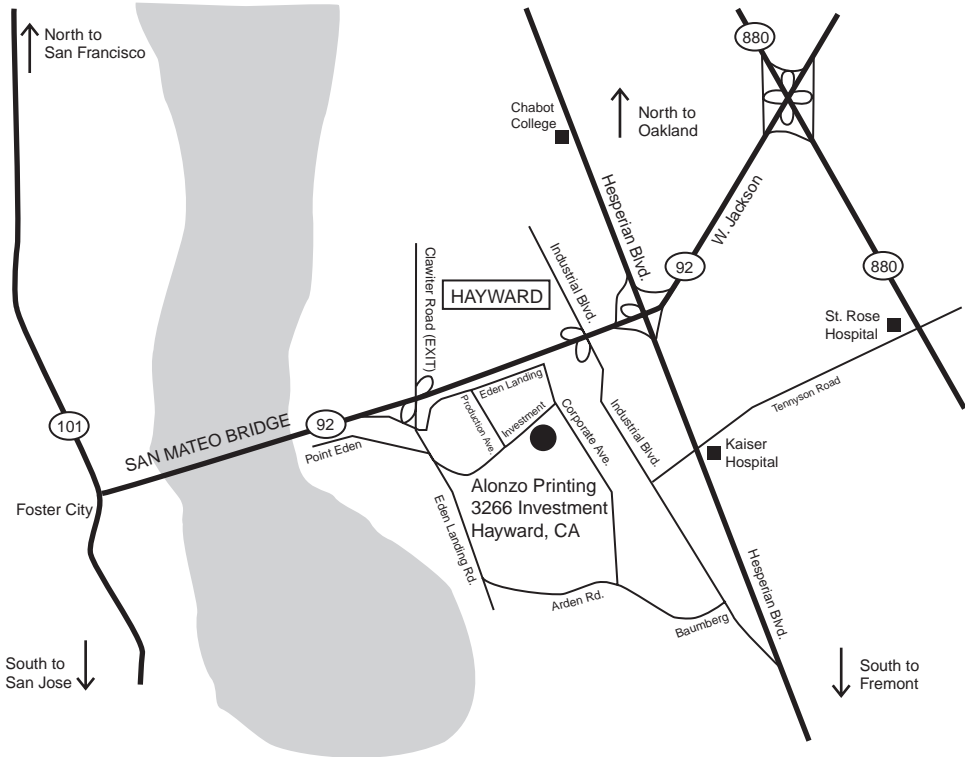 North to
San Francisco
880
Chabot
College
North to
Oakland
Hesperian Blvd.
W. Jackson
Clawiter Road (EXIT)
HAYWARD
Industrial Blvd.
92
880
St. Rose
Hospital
Eden Landing
Production Ave.
Investment
Corporate Ave.
Industrial Blvd.
Tennyson Road
101
SAN MATEO BRIDGE
92
Point Eden
Kaiser
Hospital
Foster City
Alonzo Printing
3266 Investment
Hayward, CA
Eden Landing Rd.
Arden Rd.
Baumberg
Hesperian Blvd.
South to
San Jose
South to
Fremont